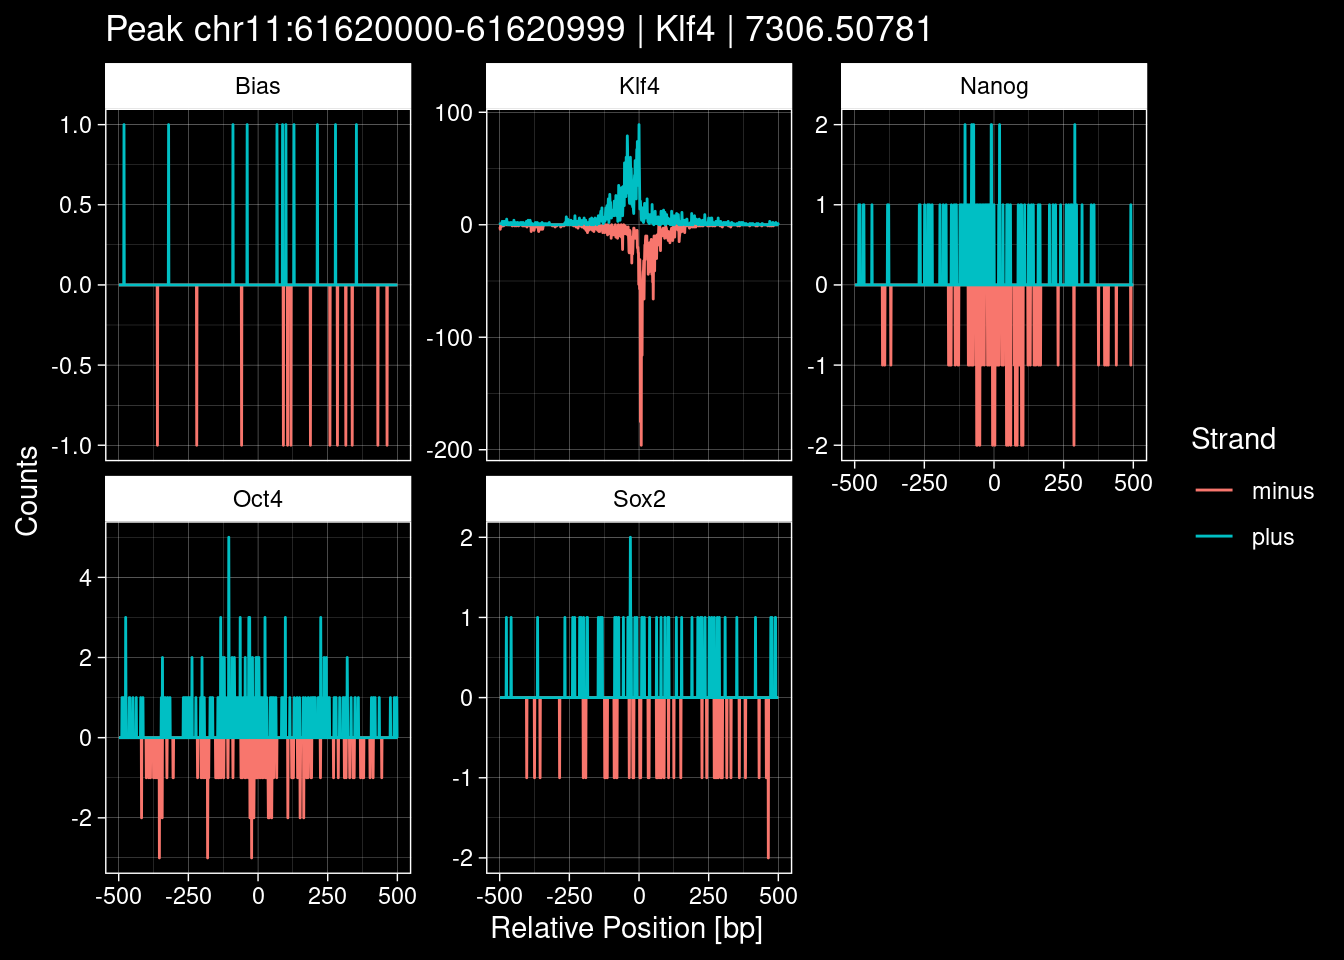 Peak chr11:61620000-61620999 | Klf4 | 7306.50781
Bias
Klf4
Nanog
1.0
0.5
0.0
-0.5
-1.0
100
0
-100
-200
2
1
0
-1
-2
-500 -250 0 250 500
Counts
Oct4
Sox2
4
2
0
-2
2
1
0
-1
-2
-500 -250 0 250 500
-500 -250 0 250 500
Relative Position [bp]
Strand
minus
plus